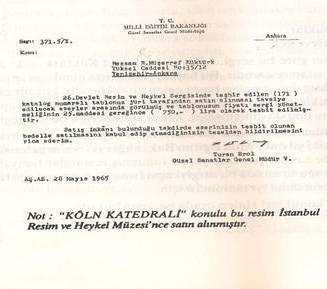 T. C.
MİLLİ EĞİTİM BAKANLIĞI
Güzel Sanatlar Genel Müdürlüğü
Sayı: 371.5/1. Ankara
Konu:
Ressam R.Müşerref Köktürk
Yüksel Caddesi No:35/12
Yenişehir-Ankara
26.Devlet Resim ve Heykel Sergisinde teşhir edilen (171)
katalog numaralı tablonuz jüri tarafından satın alınması tavsiye
edilecek eserler arasında görülmüş ve tablonuzun fiyatı sergi yönet-
meliğinin 25.maddesi gereğince ( 750.- ) lira olarak tesbit edilmiş-
tir.
Satış imkânı bulunduğu takdirde eserinizin tesbit olunan
bedelle satılmasını kabul edip etmediğinizin tezelden bildirilmesini
rica ederim.
Turan Erol
Güzel Sanatlar Genel Müdür V.
AĞ.AE. 28 Mayıs 1965
Not : "KÖLN KATEDRALİ" konulu bu resim İstanbul
Resim ve Heykel Müzesi'nce satın alınmıştır.